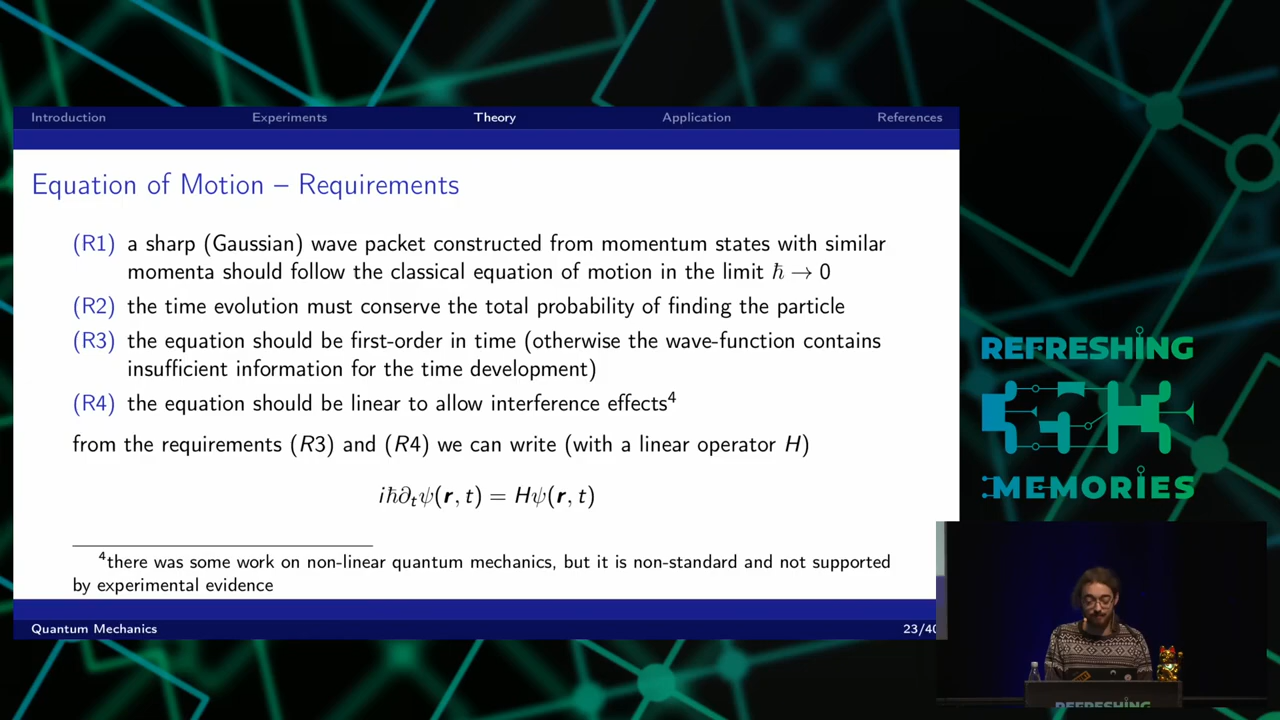 Introduction Experiments Theory Application References
Equation of Motion – Requirements
(R1) a sharp (Gaussian) wave packet constructed from momentum states with similar
momenta should follow the classical equation of motion in the limit ℏ → 0
(R2) the time evolution must conserve the total probability of finding the particle
(R3) the equation should be first-order in time (otherwise the wave-function contains
insufficient information for the time development)
(R4) the equation should be linear to allow interference effects⁴
from the requirements (R3) and (R4) we can write (with a linear operator H)
iℏ∂ₜψ(r, t) = Hψ(r, t)
⁴there was some work on non-linear quantum mechanics, but it is non-standard and not supported
by experimental evidence
Quantum Mechanics 23/40
REFRESHING
MEMORIES
REFRESHING